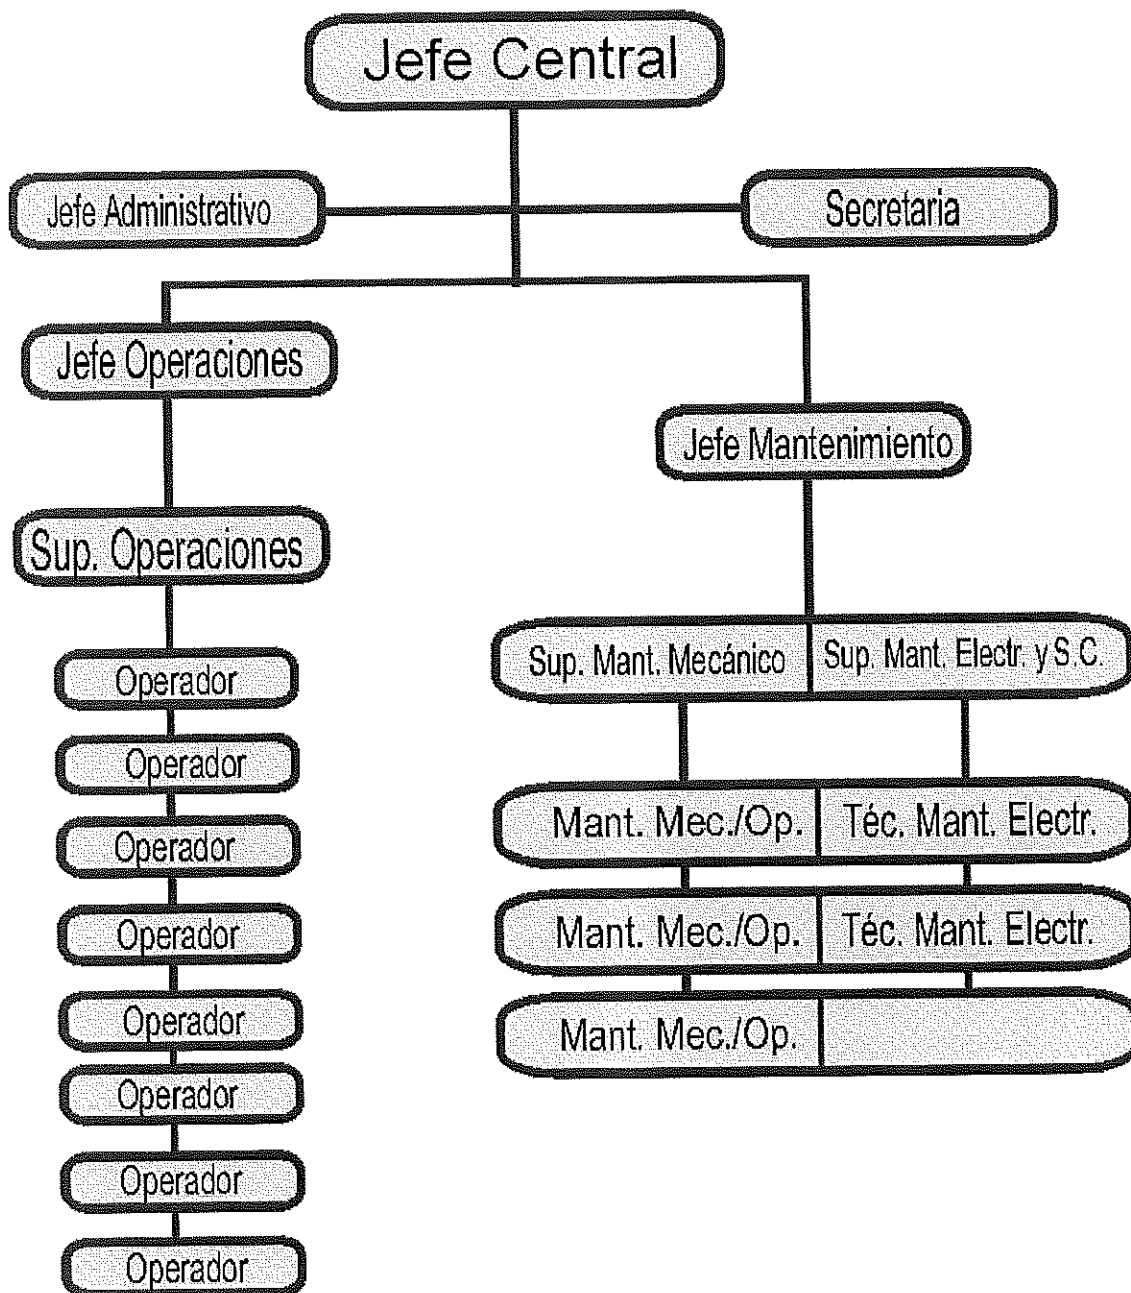 Jefe Central
Jefe Administrativo
Secretaria
Jefe Operaciones
Jefe Mantenimiento
Sup. Operaciones
Sup. Mant. Mecánico
Sup. Mant. Electr. y S.C.
Operador
Operador
Operador
Operador
Operador
Operador
Operador
Operador
Mant. Mec./Op.
Téc. Mant. Electr.
Mant. Mec./Op.
Téc. Mant. Electr.
Mant. Mec./Op.